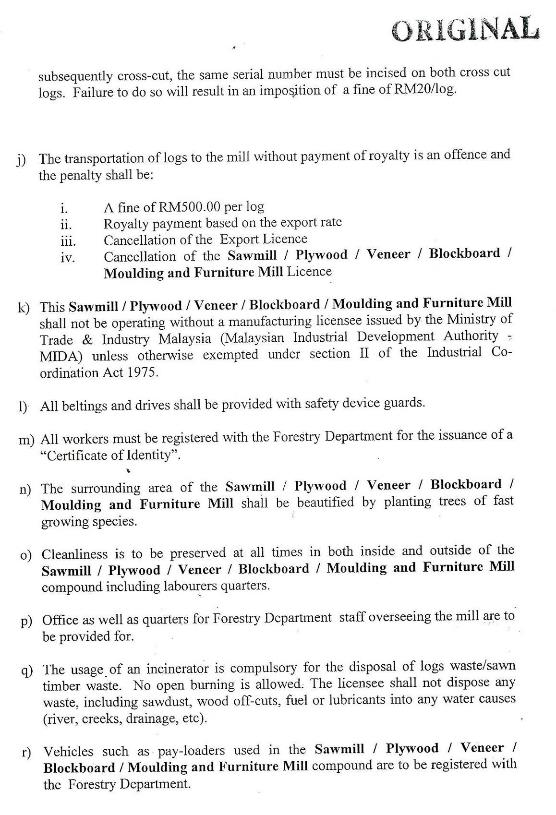 ORIGINAL
subsequently cross-cut, the same serial number must be incised on both cross cut
logs. Failure to do so will result in an imposition of a fine of RM20/log.
j) The transportation of logs to the mill without payment of royalty is an offence and
the penalty shall be:
i. A fine of RM500.00 per log
ii. Royalty payment based on the export rate
iii. Cancellation of the Export Licence
iv. Cancellation of the Sawmill / Plywood / Veneer / Blockboard /
Moulding and Furniture Mill Licence
k) This Sawmill / Plywood / Veneer / Blockboard / Moulding and Furniture Mill
shall not be operating without a manufacturing licensee issued by the Ministry of
Trade & Industry Malaysia (Malaysian Industrial Development Authority -
MIDA) unless otherwise exempted under section II of the Industrial Co-
ordination Act 1975.
l) All beltings and drives shall be provided with safety device guards.
m) All workers must be registered with the Forestry Department for the issuance of a
“Certificate of Identity”.
n) The surrounding area of the Sawmill / Plywood / Veneer / Blockboard /
Moulding and Furniture Mill shall be beautified by planting trees of fast
growing species.
o) Cleanliness is to be preserved at all times in both inside and outside of the
Sawmill / Plywood / Veneer / Blockboard / Moulding and Furniture Mill
compound including labourers quarters.
p) Office as well as quarters for Forestry Department staff overseeing the mill are to
be provided for.
q) The usage of an incinerator is compulsory for the disposal of logs waste/sawn
timber waste. No open burning is allowed. The licensee shall not dispose any
waste, including sawdust, wood off-cuts, fuel or lubricants into any water causes
(river, creeks, drainage, etc).
r) Vehicles such as pay-loaders used in the Sawmill / Plywood / Veneer /
Blockboard / Moulding and Furniture Mill compound are to be registered with
the Forestry Department.